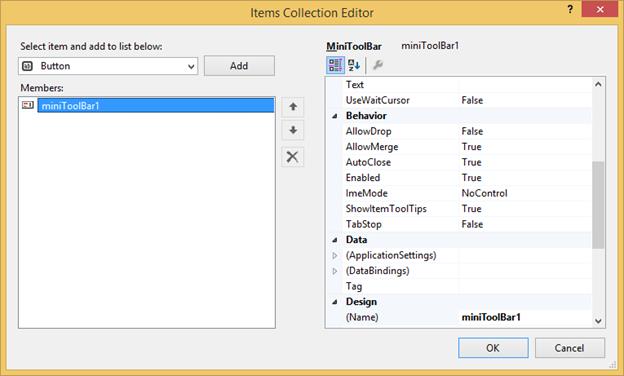 Items Collection Editor
?
Select item and add to list below:
Button
Add
Members:
miniToolBar1
MiniToolBar miniToolBar1
Text
UseWaitCursor False
Behavior
AllowDrop False
AllowMerge True
AutoClose True
Enabled True
ImeMode NoControl
ShowItemToolTips True
TabStop False
Data
(ApplicationSettings)
(DataBindings)
Tag
Design
(Name) miniToolBar1
OK
Cancel